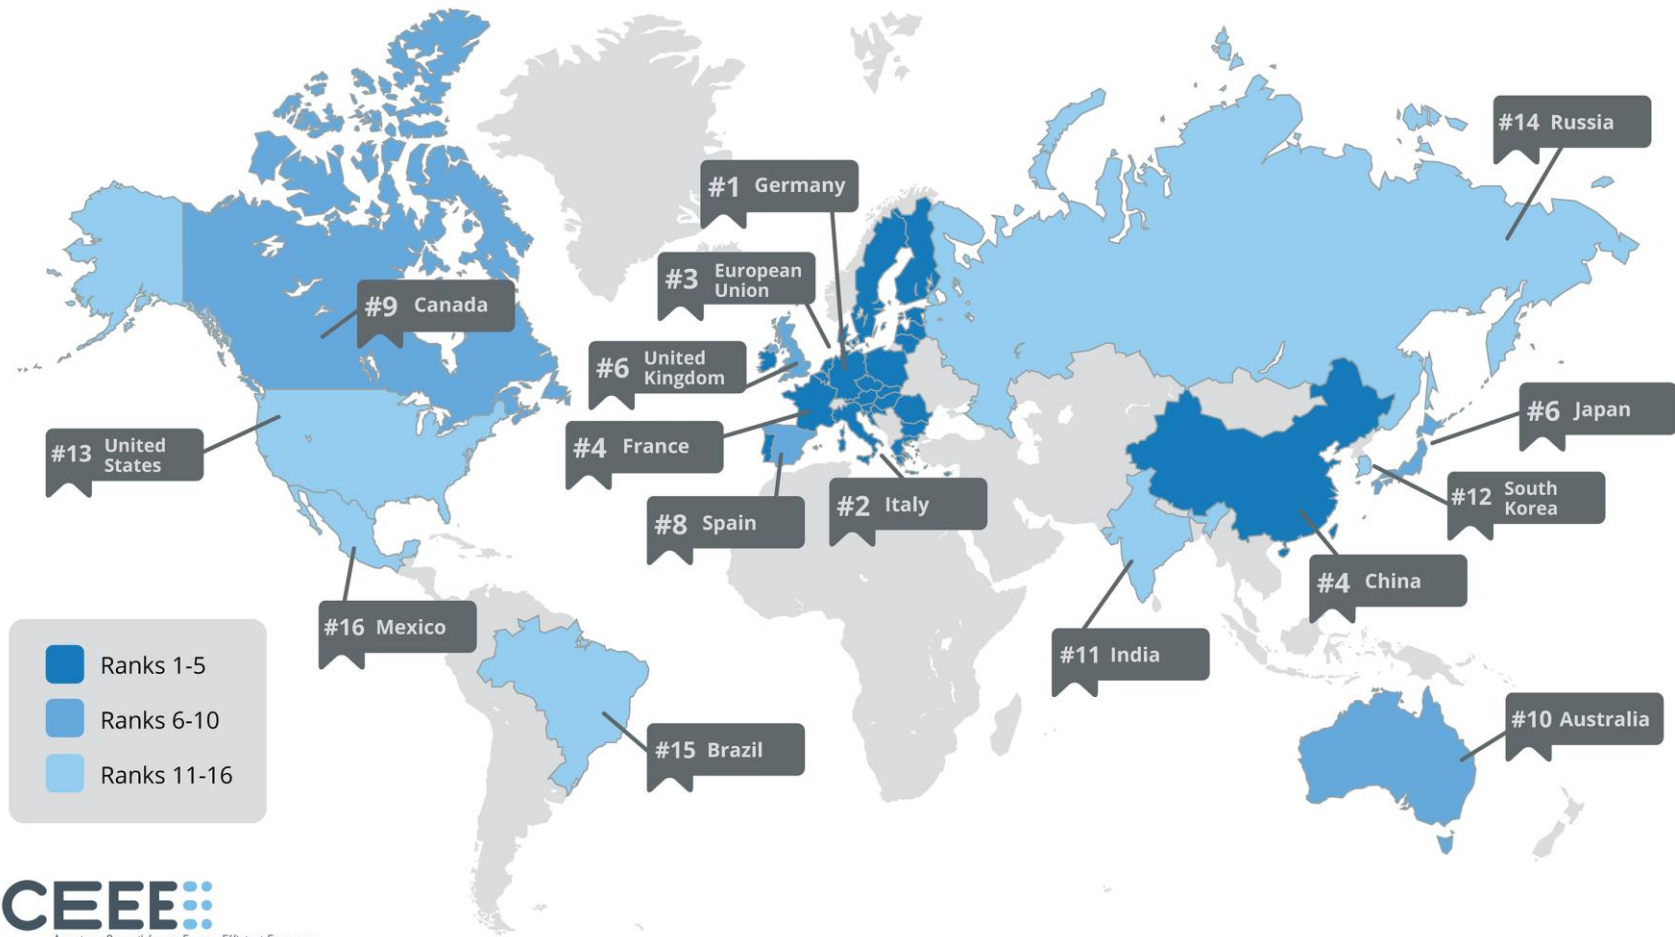 #14 Russia
#1 Germany
#3 European
Union
#9 Canada
#6 United
Kingdom
#6 Japan
#13 United
States
#4 France
#2 Italy
#12 South
Korea
#8 Spain
#4 China
#16 Mexico
#11 India
#15 Brazil
#10 Australia
Ranks 1-5
Ranks 6-10
Ranks 11-16
CEEE